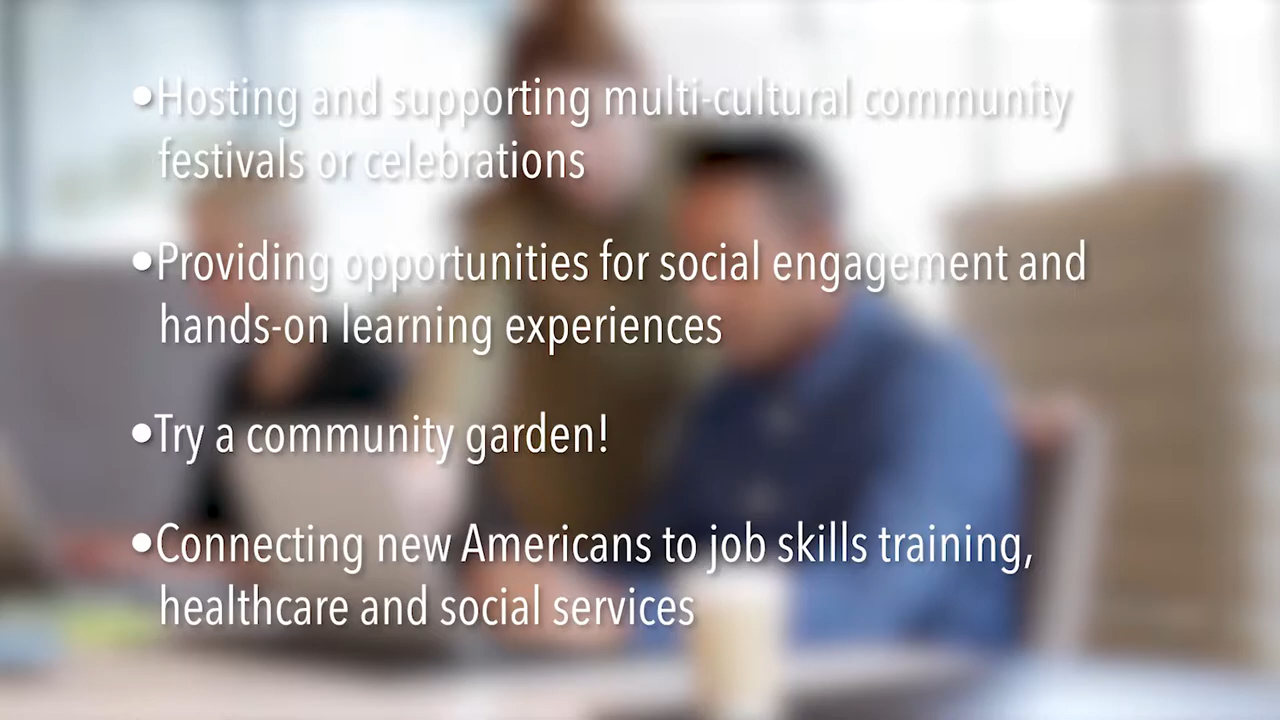 •Hosting and supporting multi-cultural community
festivals or celebrations
•Providing opportunities for social engagement and
hands-on learning experiences
•Try a community garden!
•Connecting new Americans to job skills training,
healthcare and social services